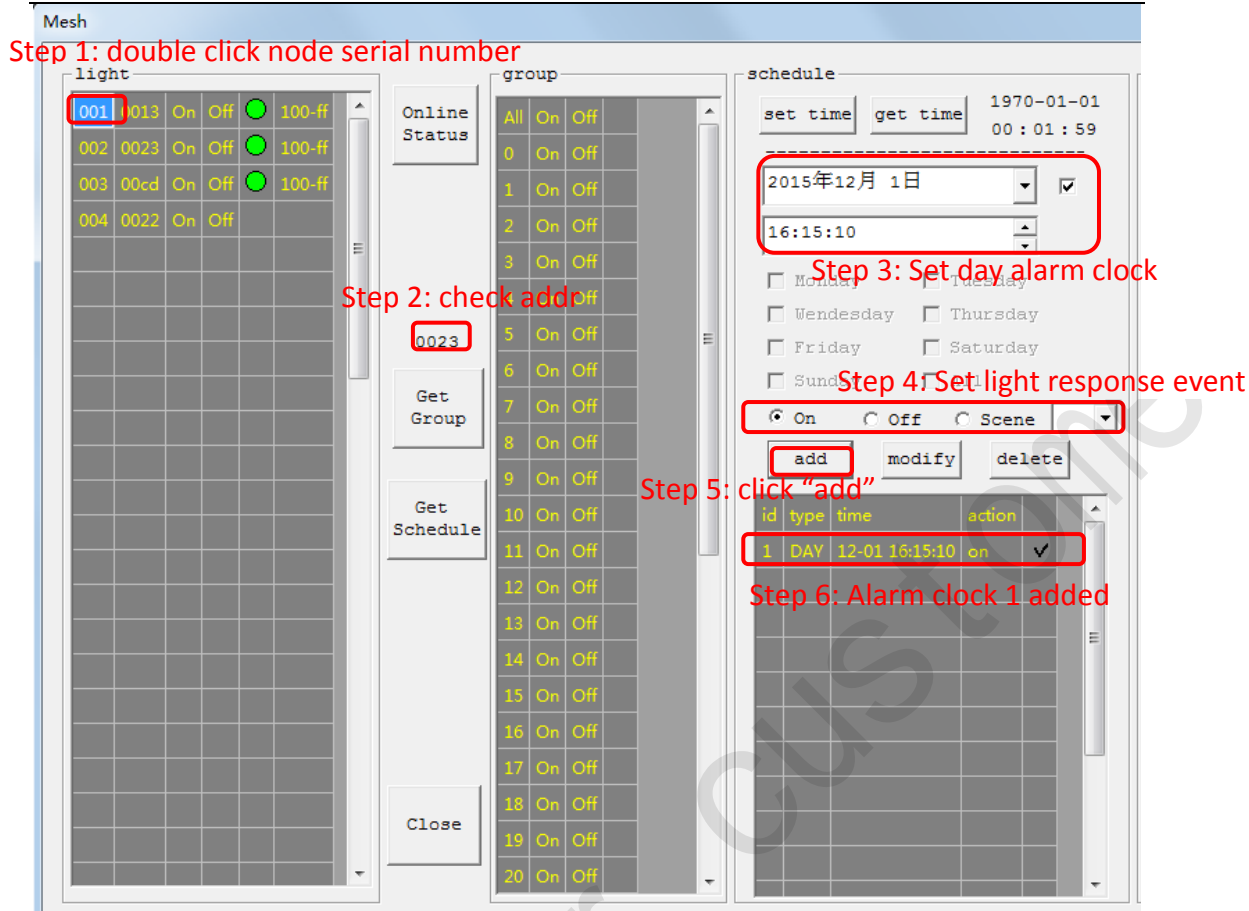 Mesh
Step 1: double click node serial number
light
001 0013 On Off 100-ff
002 0023 On Off 100-ff
003 00cd On Off 100-ff
004 0022 On Off
Online
Status
Step 2: check addr
0023
Get
Group
Get
Schedule
Close
group
All On Off
0 On Off
1 On Off
2 On Off
3 On Off
4 On Off
5 On Off
6 On Off
7 On Off
8 On Off
9 On Off
10 On Off
11 On Off
12 On Off
13 On Off
14 On Off
15 On Off
16 On Off
17 On Off
18 On Off
19 On Off
20 On Off
schedule
set time get time 1970-01-01
00:01:59
2015年12月 1日
16:15:10
Step 3: Set day alarm clock
Monday Tuesday
Wendesday Thursday
Friday Saturday
Sunday All
Step 4: Set light response event
On Off Scene
add modify delete
Step 5: click “add”
id type time action
1 DAY 12-01 16:15:10 on
Step 6: Alarm clock 1 added
custome